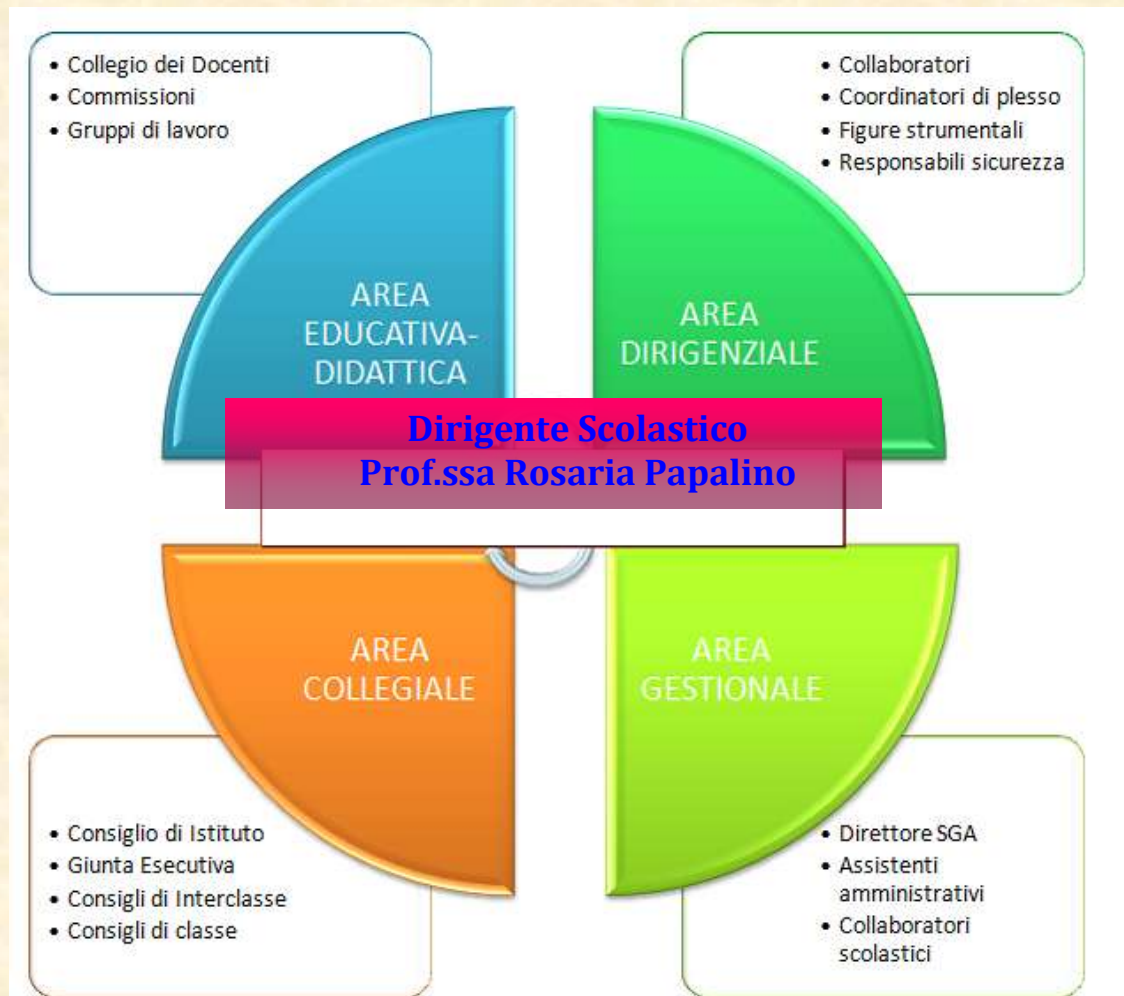 • Collegio dei Docenti
• Commissioni
• Gruppi di lavoro
• Collaboratori
• Coordinatori di plesso
• Figure strumentali
• Responsabili sicurezza
AREA
EDUCATIVA-
DIDATTICA
AREA
DIRIGENZIALE
Dirigente Scolastico
Prof.ssa Rosaria Papalino
AREA
COLLEGIALE
AREA
GESTIONALE
• Consiglio di Istituto
• Giunta Esecutiva
• Consigli di Interclasse
• Consigli di classe
• Direttore SGA
• Assistenti
amministrativi
• Collaboratori
scolastici